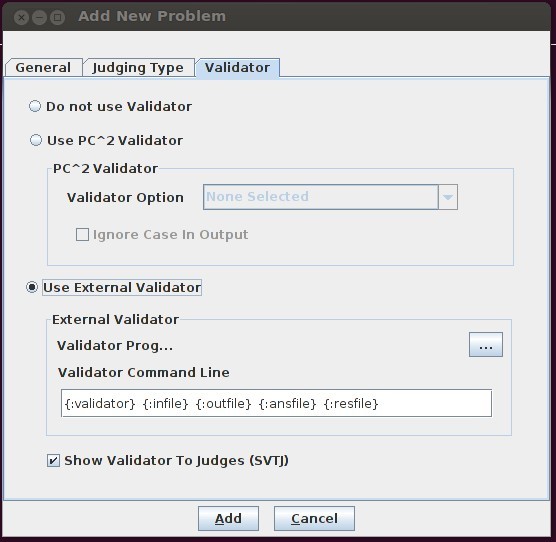 Add New Problem
General Judging Type Validator
Do not use Validator
Use PC^2 Validator
PC^2 Validator
Validator Option None Selected
Ignore Case In Output
Use External Validator
External Validator
Validator Prog... ...
Validator Command Line
{:validator} {:infile} {:outfile} {:ansfile} {:resfile}
Show Validator To Judges (SVTJ)
Add Cancel